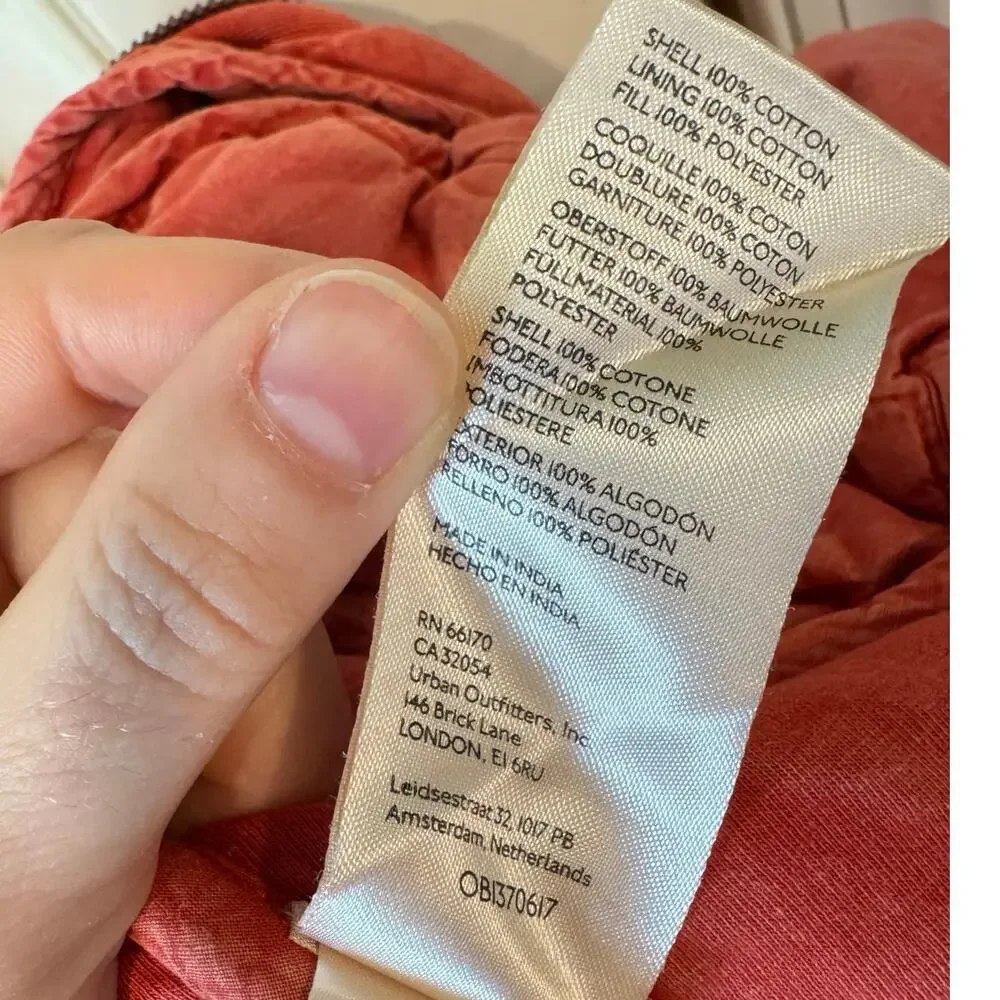 SHELL 100% COTTON
LINING 100% COTTON
FILL 100% POLYESTER
COQUILLE 100% COTON
DOUBLURE 100% COTON
GARNITURE 100% POLYESTER
OBERSTOFF 100% BAUMWOLLE
FUTTER 100% BAUMWOLLE
FÜLLMATERIAL 100%
POLYESTER
SHELL 100% COTONE
FODERA 100% COTONE
IMBOTTITURA 100%
POLIESTERE
EXTERIOR 100% ALGODÓN
FORRO 100% ALGODÓN
RELLENO 100% POLIÉSTER
MADE IN INDIA
HECHO EN INDIA
RN 66170
CA 32054
Urban Outfitters, Inc
146 Brick Lane
LONDON, E1 6RU
Leidsestraat 32, 1017 PB
Amsterdam, Netherlands
OB1370617